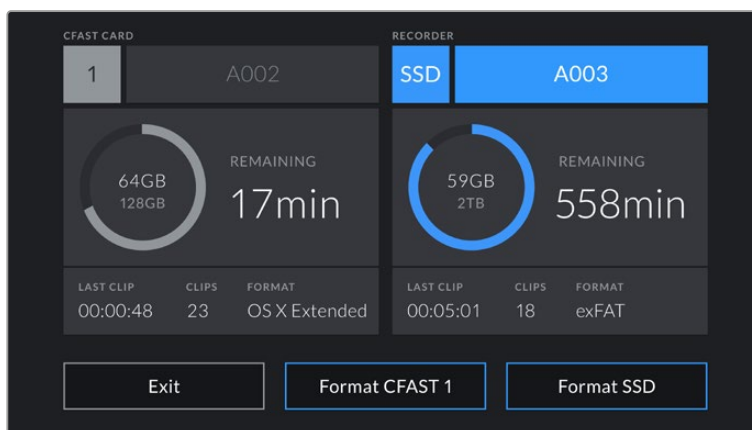 CFAST CARD
1
A002
64GB
128GB
REMAINING
17min
LAST CLIP
CLIPS
FORMAT
00:00:48
23
OS X Extended
RECORDER
SSD
A003
59GB
2TB
REMAINING
558min
LAST CLIP
CLIPS
FORMAT
00:05:01
18
exFAT
Exit
Format CFAST 1
Format SSD